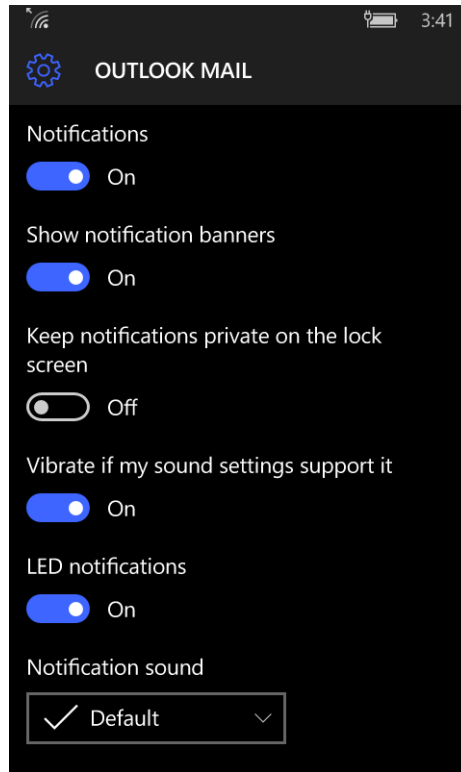 3:41
OUTLOOK MAIL
Notifications
On
Show notification banners
On
Keep notifications private on the lock
screen
Off
Vibrate if my sound settings support it
On
LED notifications
On
Notification sound
Default